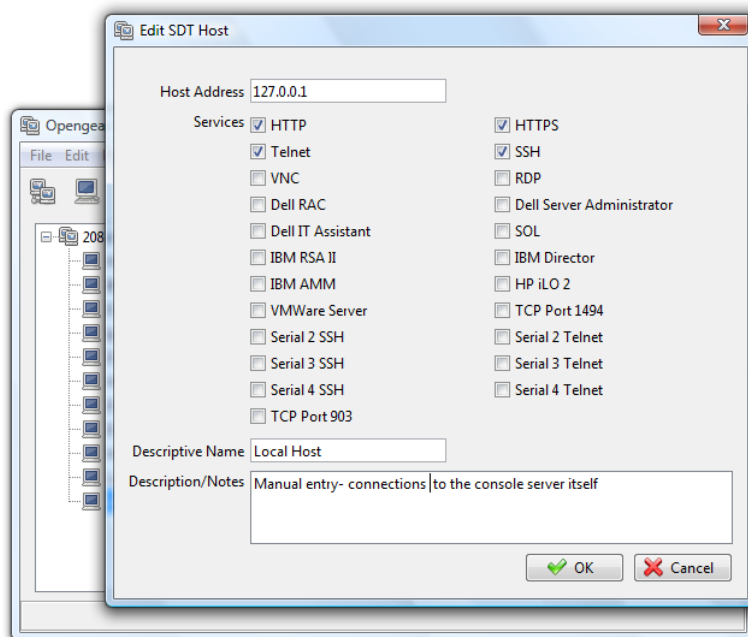 Edit SDT Host
Host Address 127.0.0.1
Services HTTP HTTPS
Telnet SSH
VNC RDP
Dell RAC Dell Server Administrator
Dell IT Assistant SOL
IBM RSA II IBM Director
IBM AMM HP iLO 2
VMWare Server TCP Port 1494
Serial 2 SSH Serial 2 Telnet
Serial 3 SSH Serial 3 Telnet
Serial 4 SSH Serial 4 Telnet
TCP Port 903
Descriptive Name Local Host
Description/Notes Manual entry- connections to the console server itself
OK Cancel
Opengea
File Edit
208